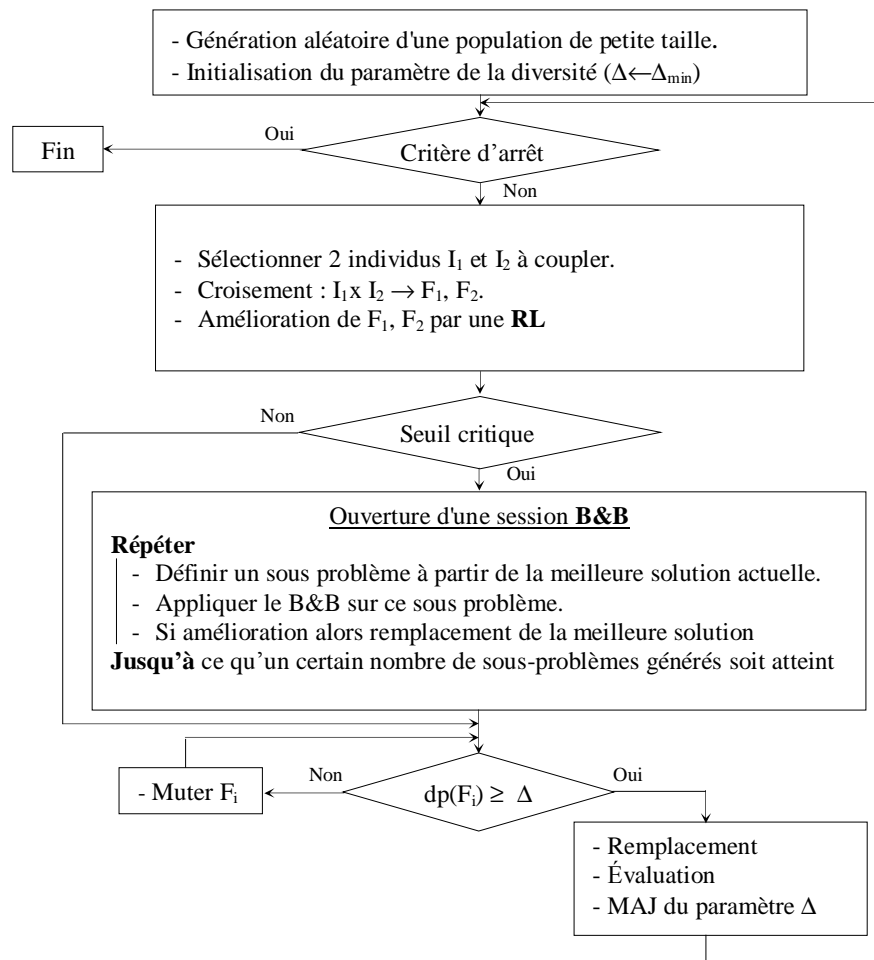 - Génération aléatoire d'une population de petite taille.
- Initialisation du paramètre de la diversité (Δ←Δmin)
Oui
Fin
Critère d’arrêt
Non
- Sélectionner 2 individus I1 et I2 à coupler.
- Croisement : I1x I2 → F1, F2.
- Amélioration de F1, F2 par une RL
Non
Seuil critique
Oui
Ouverture d'une session B&B
Répéter
- Définir un sous problème à partir de la meilleure solution actuelle.
- Appliquer le B&B sur ce sous problème.
- Si amélioration alors remplacement de la meilleure solution
Jusqu’à ce qu’un certain nombre de sous-problèmes générés soit atteint
Non
Oui
- Muter Fi
dp(Fi) ≥ Δ
- Remplacement
- Évaluation
- MAJ du paramètre Δ